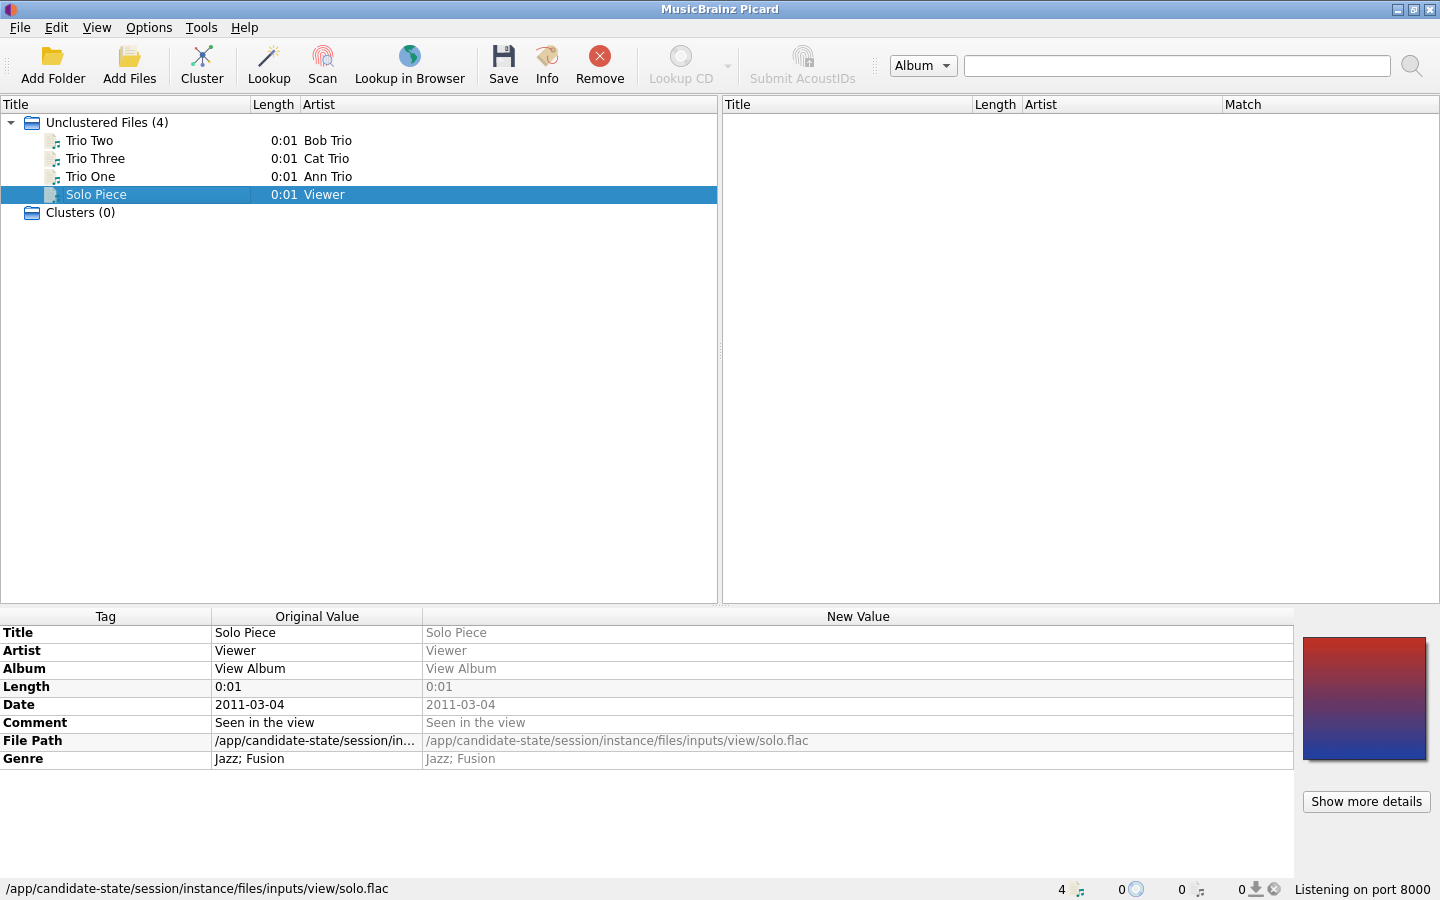 MusicBrainz Picard
File Edit View Options Tools Help
Add Folder Add Files Cluster Lookup Scan Lookup in Browser Save Info Remove Lookup CD Submit AcoustIDs Album
Title Length Artist Title Length Artist Match
Unclustered Files (4)
Trio Two 0:01 Bob Trio
Trio Three 0:01 Cat Trio
Trio One 0:01 Ann Trio
Solo Piece 0:01 Viewer
Clusters (0)
Tag Original Value New Value
Title Solo Piece Solo Piece
Artist Viewer Viewer
Album View Album View Album
Length 0:01 0:01
Date 2011-03-04 2011-03-04
Comment Seen in the view Seen in the view
File Path /app/candidate-state/session/in... /app/candidate-state/session/instance/files/inputs/view/solo.flac
Genre Jazz; Fusion Jazz; Fusion
Show more details
/app/candidate-state/session/instance/files/inputs/view/solo.flac 4 0 0 0 Listening on port 8000